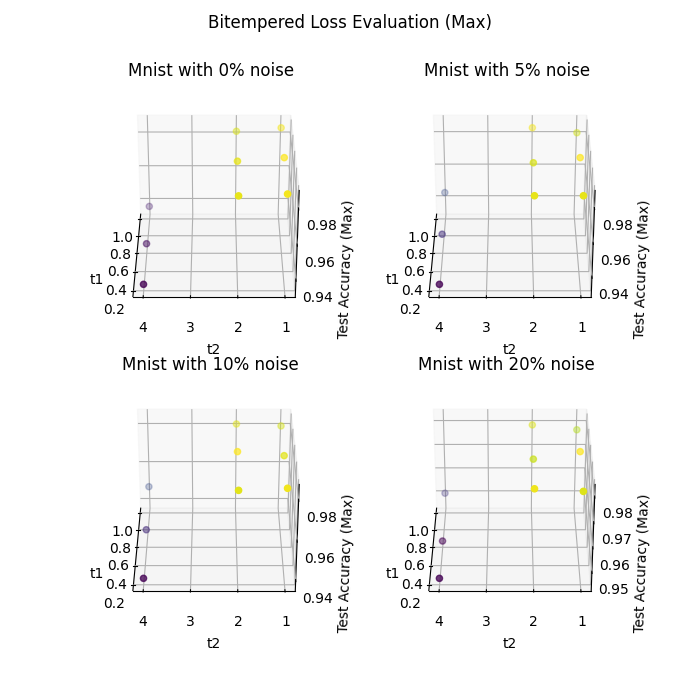 Bitempered Loss Evaluation (Max)
Mnist with 0% noise
0.98
0.96
0.94
Test Accuracy (Max)
1.0
0.8
0.6
0.4
0.2
t1
4 3 2 1
t2
Mnist with 5% noise
0.98
0.96
0.94
Test Accuracy (Max)
1.0
0.8
0.6
0.4
0.2
t1
4 3 2 1
t2
Mnist with 10% noise
0.98
0.96
0.94
Test Accuracy (Max)
1.0
0.8
0.6
0.4
0.2
t1
4 3 2 1
t2
Mnist with 20% noise
0.98
0.97
0.96
0.95
Test Accuracy (Max)
1.0
0.8
0.6
0.4
0.2
t1
4 3 2 1
t2